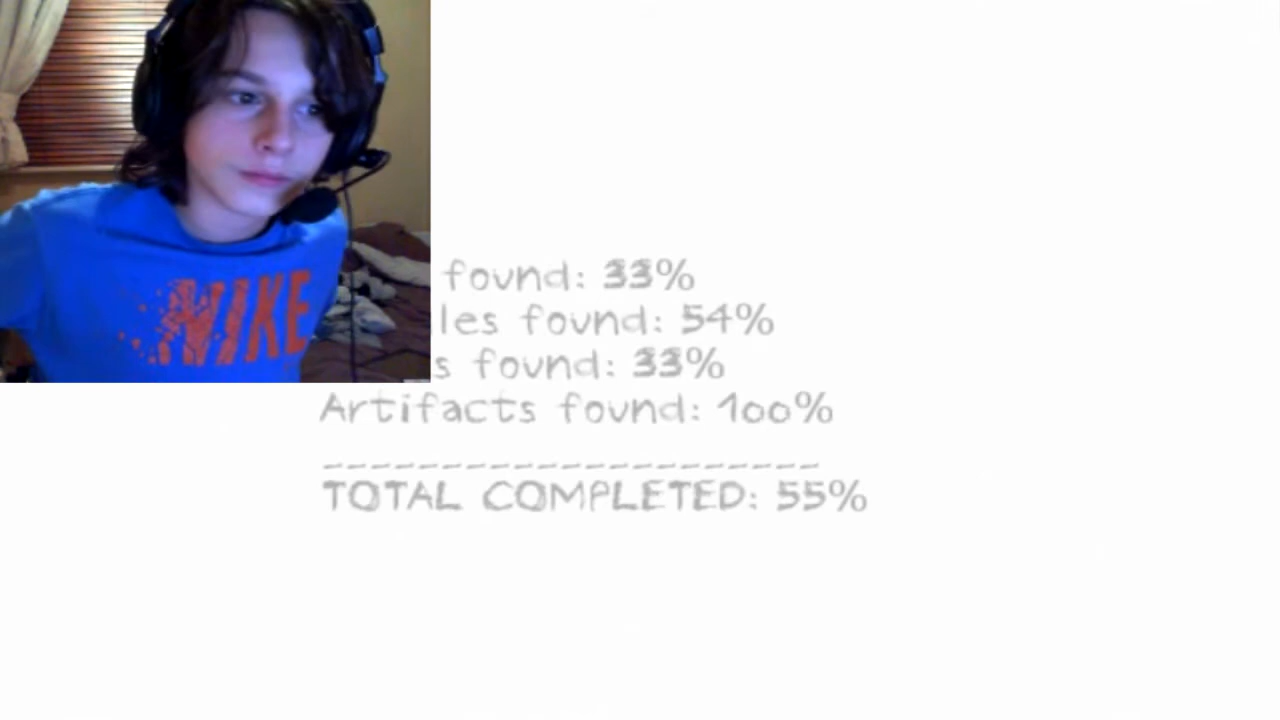 NIKE
found: 33%
les found: 54%
s found: 33%
Artifacts found: 100%
TOTAL COMPLETED: 55%